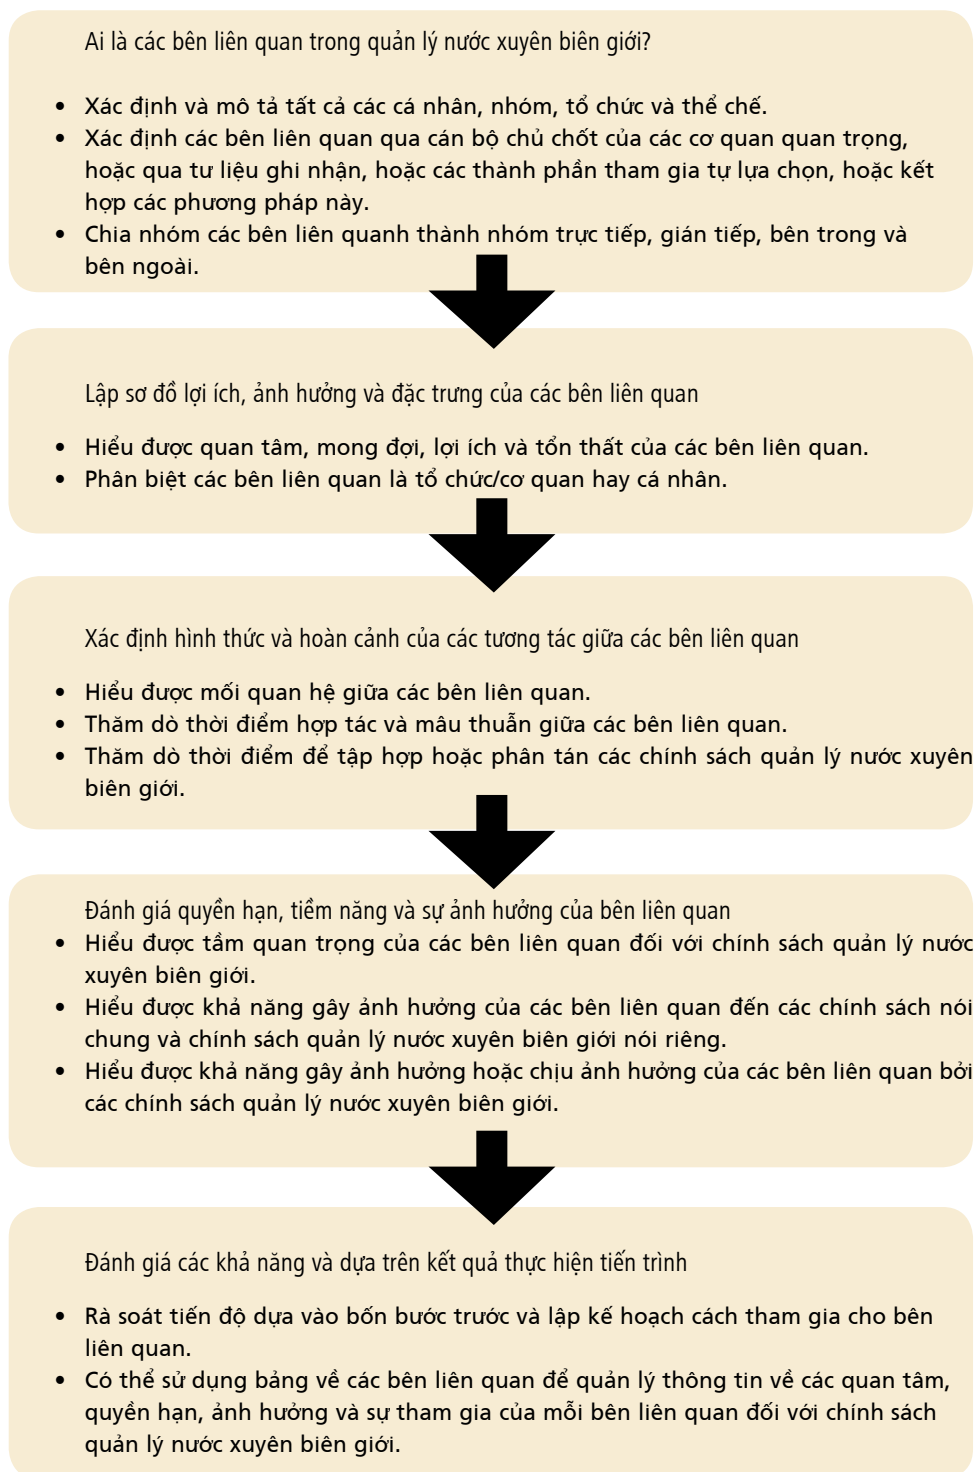 Ai là các bên liên quan trong quản lý nước xuyên biên giới?
• Xác định và mô tả tất cả các cá nhân, nhóm, tổ chức và thể chế.
• Xác định các bên liên quan qua cán bộ chủ chốt của các cơ quan quan trọng,
hoặc qua tư liệu ghi nhận, hoặc các thành phần tham gia tự lựa chọn, hoặc kết
hợp các phương pháp này.
• Chia nhóm các bên liên quanh thành nhóm trực tiếp, gián tiếp, bên trong và
bên ngoài.
Lập sơ đồ lợi ích, ảnh hưởng và đặc trưng của các bên liên quan
• Hiểu được quan tâm, mong đợi, lợi ích và tổn thất của các bên liên quan.
• Phân biệt các bên liên quan là tổ chức/cơ quan hay cá nhân.
Xác định hình thức và hoàn cảnh của các tương tác giữa các bên liên quan
• Hiểu được mối quan hệ giữa các bên liên quan.
• Thăm dò thời điểm hợp tác và mâu thuẫn giữa các bên liên quan.
• Thăm dò thời điểm để tập hợp hoặc phân tán các chính sách quản lý nước xuyên
biên giới.
Đánh giá quyền hạn, tiềm năng và sự ảnh hưởng của bên liên quan
• Hiểu được tầm quan trọng của các bên liên quan đối với chính sách quản lý nước
xuyên biên giới.
• Hiểu được khả năng gây ảnh hưởng của các bên liên quan đến các chính sách nói
chung và chính sách quản lý nước xuyên biên giới nói riêng.
• Hiểu được khả năng gây ảnh hưởng hoặc chịu ảnh hưởng của các bên liên quan bởi
các chính sách quản lý nước xuyên biên giới.
Đánh giá các khả năng và dựa trên kết quả thực hiện tiến trình
• Rà soát tiến độ dựa vào bốn bước trước và lập kế hoạch cách tham gia cho bên
liên quan.
• Có thể sử dụng bảng về các bên liên quan để quản lý thông tin về các quan tâm,
quyền hạn, ảnh hưởng và sự tham gia của mỗi bên liên quan đối với chính sách
quản lý nước xuyên biên giới.